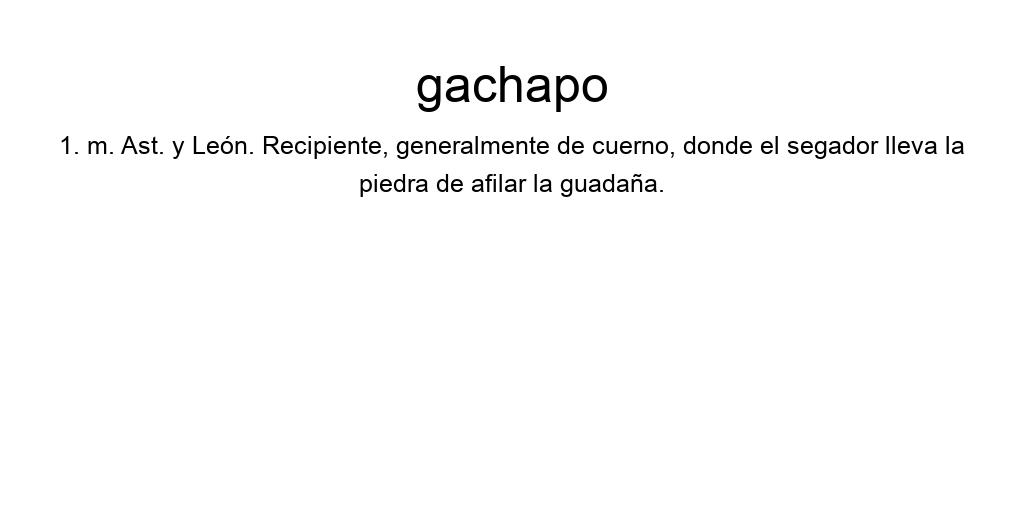 gachapo
1. m. Ast. y León. Recipiente, generalmente de cuerno, donde el segador lleva la
piedra de afilar la guadaña.